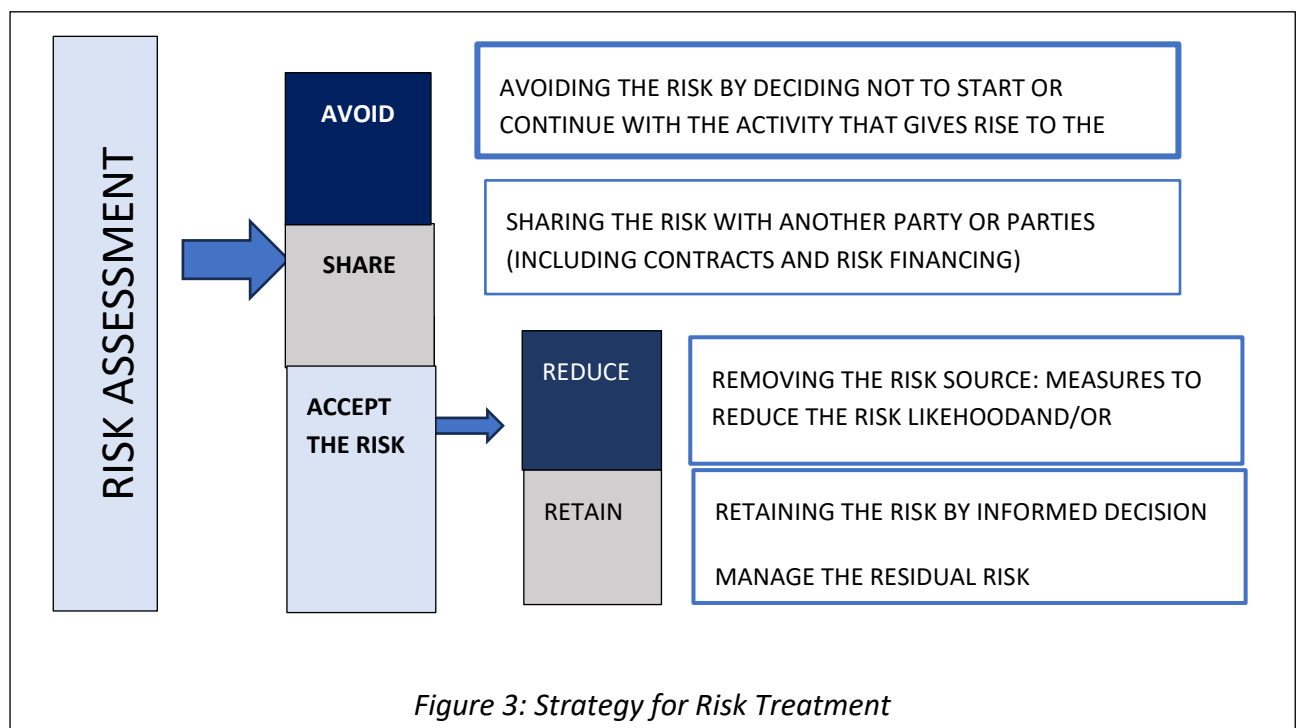 RISK ASSESSMENT
AVOID
AVOIDING THE RISK BY DECIDING NOT TO START OR
CONTINUE WITH THE ACTIVITY THAT GIVES RISE TO THE
SHARE
SHARING THE RISK WITH ANOTHER PARTY OR PARTIES
(INCLUDING CONTRACTS AND RISK FINANCING)
ACCEPT
THE RISK
REDUCE
REMOVING THE RISK SOURCE: MEASURES TO
REDUCE THE RISK LIKEHOODAND/OR
RETAIN
RETAINING THE RISK BY INFORMED DECISION
MANAGE THE RESIDUAL RISK
Figure 3: Strategy for Risk Treatment